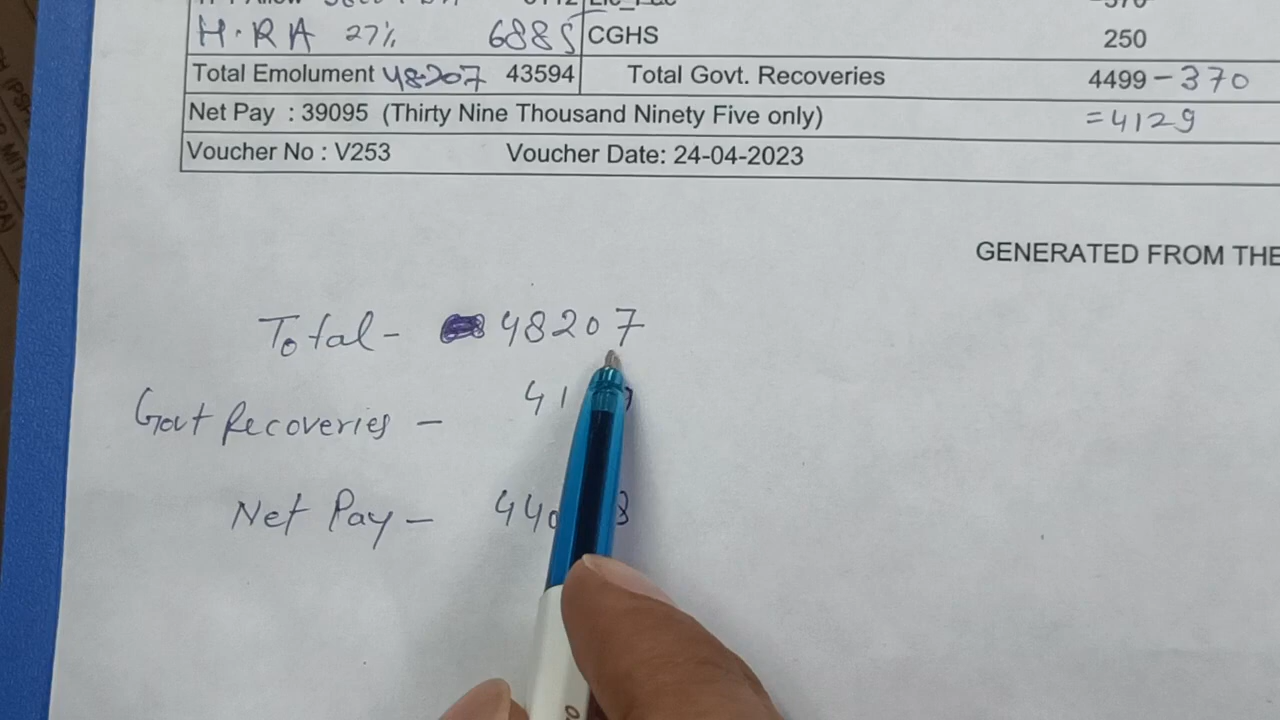 H.RA 27% 6885 CGHS 250
Total Emolument 48207 43594 Total Govt. Recoveries 4499 - 370
Net Pay : 39095 (Thirty Nine Thousand Ninety Five only) = 4129
Voucher No : V253 Voucher Date: 24-04-2023
GENERATED FROM THE
Total - 48207
Govt Recoveries -
Net Pay -